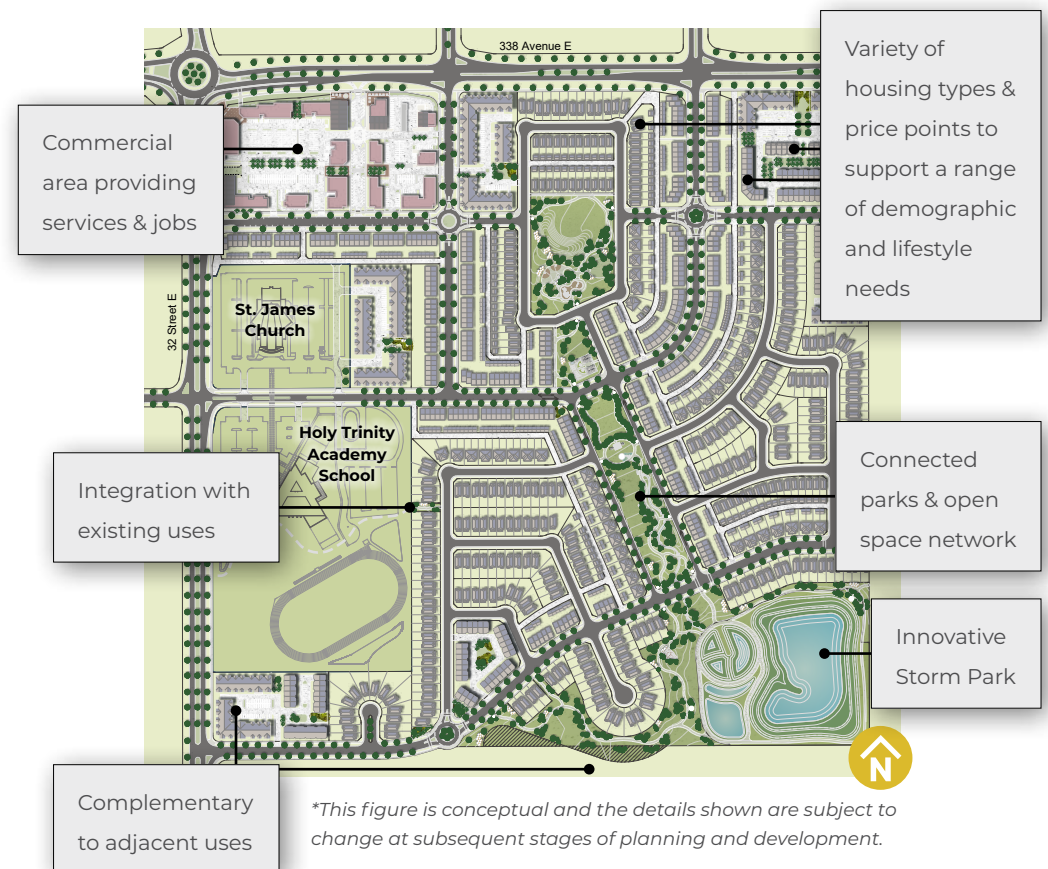 338 Avenue E
Variety of
housing types &
price points to
support a range
of demographic
and lifestyle
needs
Commercial
area providing
services & jobs
32 Street E
St. James
Church
Holy Trinity
Academy
School
Integration with
existing uses
Connected
parks & open
space network
Innovative
Storm Park
N
Complementary
to adjacent uses
*This figure is conceptual and the details shown are subject to
change at subsequent stages of planning and development.